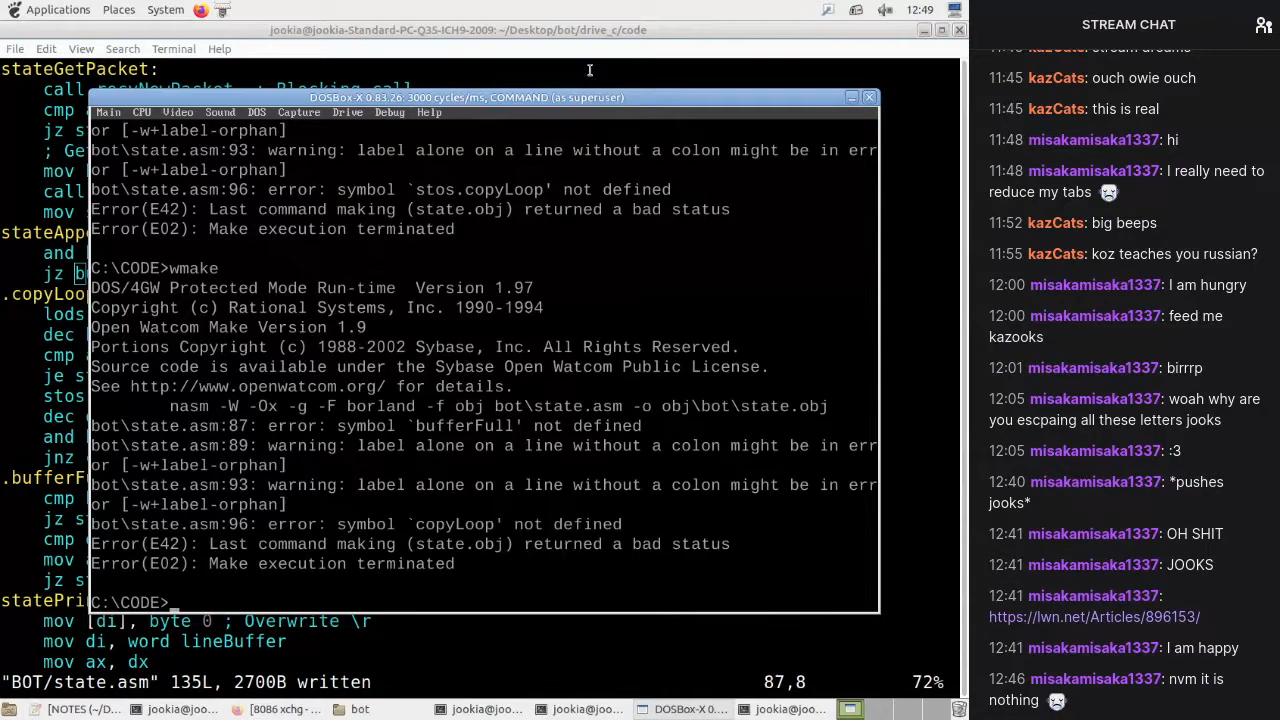 Applications Places System 12:49
jookia@jookia-Standard-PC-Q35-ICH9-2009: ~/Desktop/bot/drive_c/code
File Edit View Search Terminal Help
stateGetPacket:
call recvNewPacket ; Blocking call
cmp
jz st
; Ge
mov b
call
mov s
stateAppe
and
jz b
.copyLoo
lods
dec
cmp
je s
stos
dec
and
jnz
.bufferF
cmp
jz st
cmp
mov a
jz st
statePri
mov [di], byte 0 ; Overwrite \r
mov di, word lineBuffer
mov ax, dx
"BOT/state.asm" 135L, 2700B written 87,8 72%
DOSBox-X 0.83.26: 3000 cycles/ms, COMMAND (as superuser)
Main CPU Video Sound DOS Capture Drive Debug Help
or [-w+label-orphan]
bot\state.asm:93: warning: label alone on a line without a colon might be in err
or [-w+label-orphan]
bot\state.asm:96: error: symbol `stos.copyLoop' not defined
Error(E42): Last command making (state.obj) returned a bad status
Error(E02): Make execution terminated
C:\CODE>wmake
DOS/4GW Protected Mode Run-time Version 1.97
Copyright (c) Rational Systems, Inc. 1990-1994
Open Watcom Make Version 1.9
Portions Copyright (c) 1988-2002 Sybase, Inc. All Rights Reserved.
Source code is available under the Sybase Open Watcom Public License.
See http://www.openwatcom.org/ for details.
nasm -W -Ox -g -F borland -f obj bot\state.asm -o obj\bot\state.obj
bot\state.asm:87: error: symbol `bufferFull' not defined
bot\state.asm:89: warning: label alone on a line without a colon might be in err
or [-w+label-orphan]
bot\state.asm:93: warning: label alone on a line without a colon might be in err
or [-w+label-orphan]
bot\state.asm:96: error: symbol `copyLoop' not defined
Error(E42): Last command making (state.obj) returned a bad status
Error(E02): Make execution terminated
C:\CODE>_
[NOTES (~/D... jookia@joo... [8086 xchg -... bot jookia@joo... jookia@joo... DOSBox-X 0.... jookia@joo...
STREAM CHAT
11:45 kazCats: stream dreams
11:45 kazCats: ouch owie ouch
11:45 kazCats: this is real
11:48 misakamisaka1337: hi
11:48 misakamisaka1337: I really need to
reduce my tabs
11:52 kazCats: big beeps
11:55 kazCats: koz teaches you russian?
12:00 misakamisaka1337: I am hungry
12:00 misakamisaka1337: feed me
kazooks
12:01 misakamisaka1337: birrrp
12:05 misakamisaka1337: woah why are
you escpaing all these letters jooks
12:05 misakamisaka1337: :3
12:40 misakamisaka1337: *pushes
jooks*
12:41 misakamisaka1337: OH SHIT
12:41 misakamisaka1337: JOOKS
12:41 misakamisaka1337:
https://lwn.net/Articles/896153/
12:41 misakamisaka1337: I am happy
12:46 misakamisaka1337: nvm it is
nothing